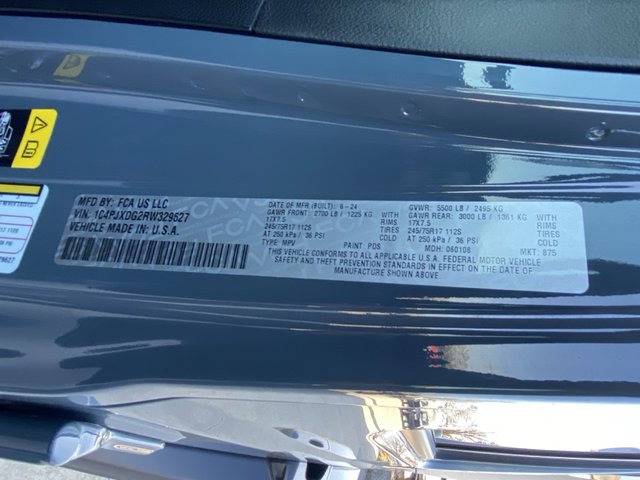 MFD. BY: FCA US LLC
VIN: 1C4PJXDG2RW329627
VEHICLE MADE IN U.S.A.
DATE OF MFR (BUILT): 6-24
GVWR: 5500 LB / 2495 KG
GAWR FRONT: 2700 LB / 1225 KG WITH
17X7.5 RIMS
245/75R17 112S TIRES
AT 250 kPa / 36 PSI COLD
GAWR REAR: 3000 LB / 1361 KG WITH
17X7.5 RIMS
245/75R17 112S TIRES
AT 250 kPa / 36 PSI COLD
TYPE: MPV PAINT: PDS MDH: 060108 MKT: 875
THIS VEHICLE CONFORMS TO ALL APPLICABLE U.S.A. FEDERAL MOTOR VEHICLE
SAFETY AND THEFT PREVENTION STANDARDS IN EFFECT ON THE DATE OF
MANUFACTURE SHOWN ABOVE.